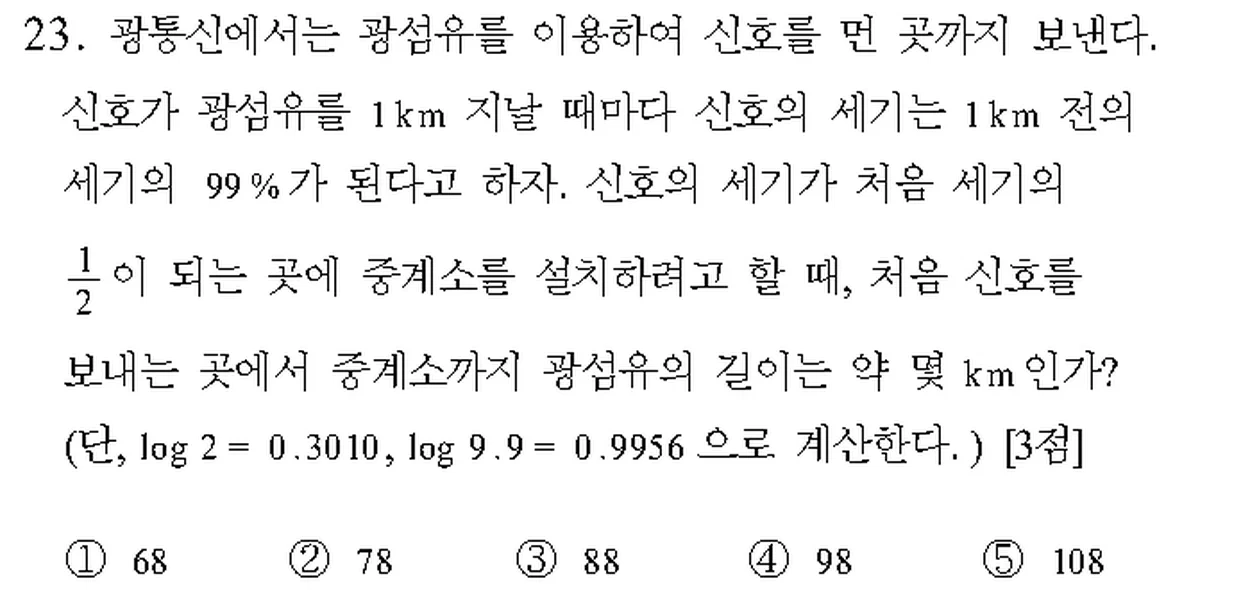 23. 광통신에서는 광섬유를 이용하여 신호를 먼 곳까지 보낸다.
신호가 광섬유를 1km 지날 때마다 신호의 세기는 1km 전의
세기의 99%가 된다고 하자. 신호의 세기가 처음 세기의
1/2이 되는 곳에 중계소를 설치하려고 할 때, 처음 신호를
보내는 곳에서 중계소까지 광섬유의 길이는 약 몇 km인가?
(단, log 2 = 0.3010, log 9.9 = 0.9956 으로 계산한다.) [3점]
① 68 ② 78 ③ 88 ④ 98 ⑤ 108